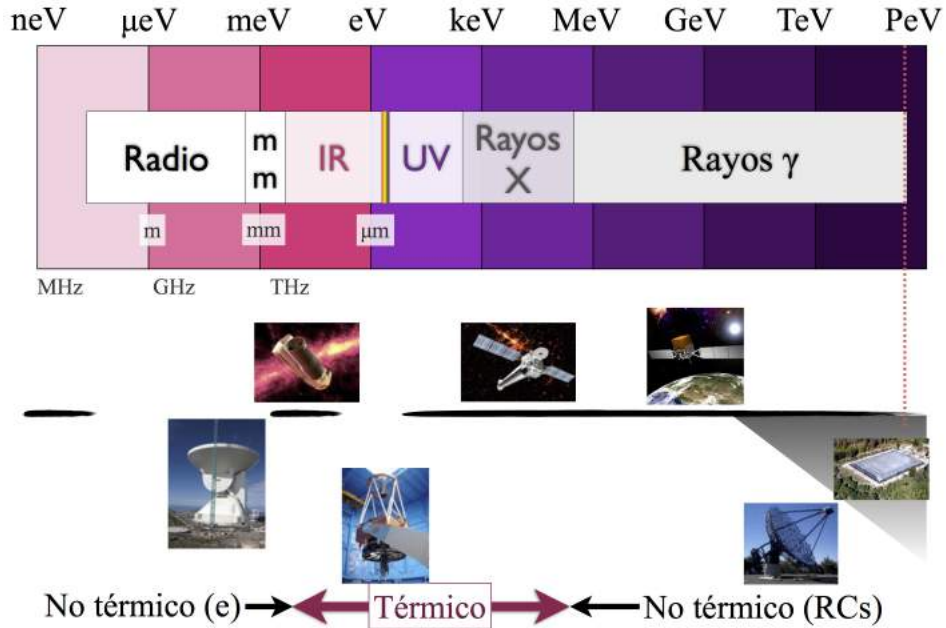 neV μeV meV eV keV MeV GeV TeV PeV
Radio
m
m
IR
UV
Rayos
X
Rayos γ
m mm μm
MHz GHz THz
No térmico (e)
Térmico
No térmico (RCs)